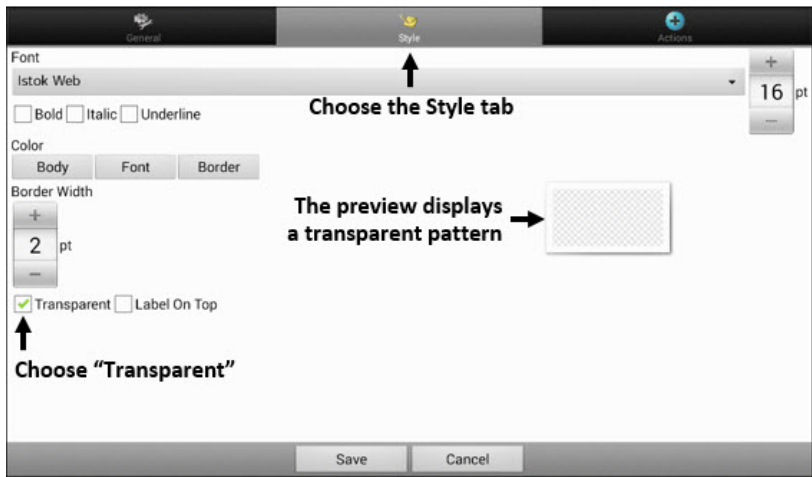 General
Style
Actions
Font
Istok Web
+
16 pt
Bold Italic Underline
Choose the Style tab
Color
Body Font Border
Border Width
+
2 pt
The preview displays
a transparent pattern
Transparent Label On Top
Choose “Transparent”
Save Cancel